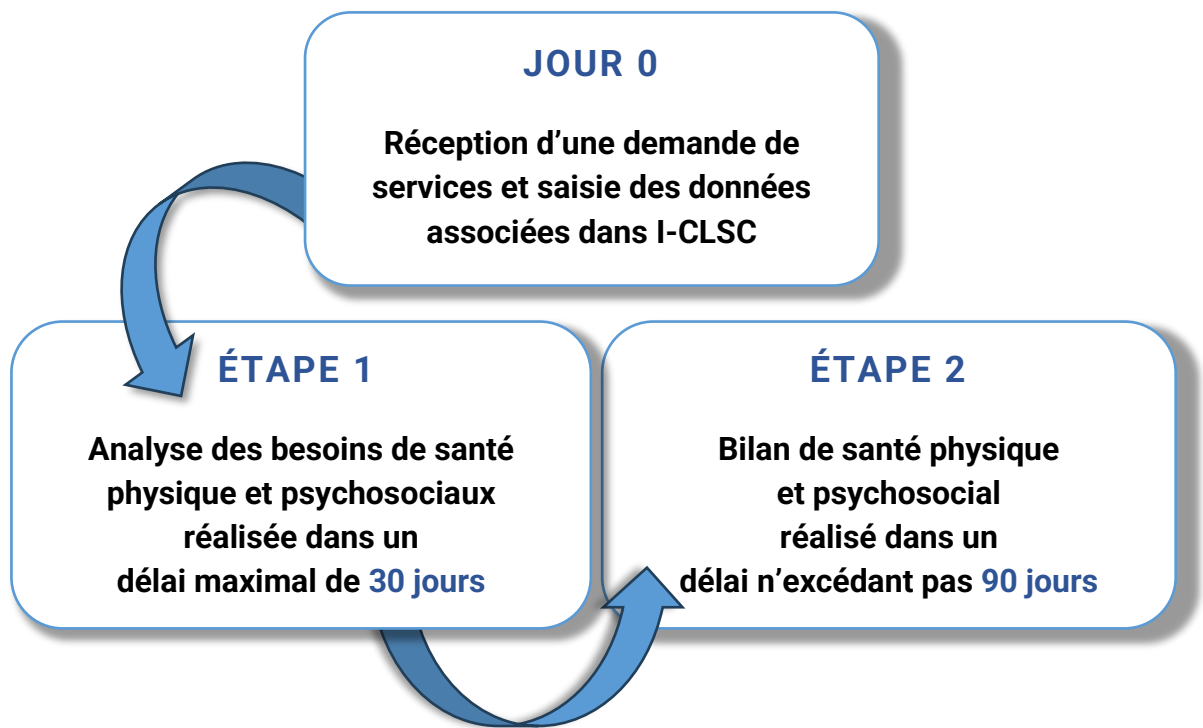 JOUR 0
Réception d’une demande de
services et saisie des données
associées dans I-CLSC
ÉTAPE 1
Analyse des besoins de santé
physique et psychosociaux
réalisée dans un
délai maximal de 30 jours
ÉTAPE 2
Bilan de santé physique
et psychosocial
réalisé dans un
délai n’excédant pas 90 jours